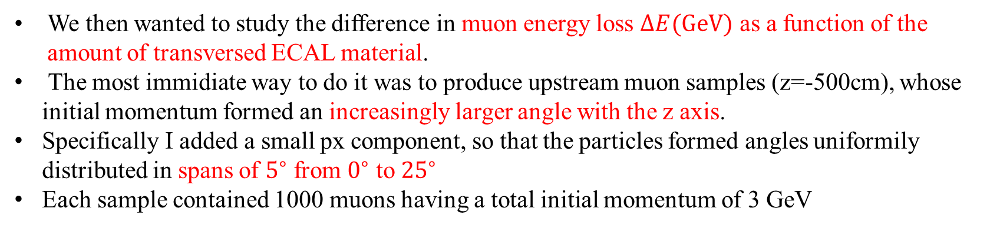 • We then wanted to study the difference in muon energy loss Δ𝐸(GeV) as a function of the
amount of transversed ECAL material.
• The most immidiate way to do it was to produce upstream muon samples (z=-500cm), whose
initial momentum formed an increasingly larger angle with the z axis.
• Specifically I added a small px component, so that the particles formed angles uniformily
distributed in spans of 5° from 0° to 25°
• Each sample contained 1000 muons having a total initial momentum of 3 GeV